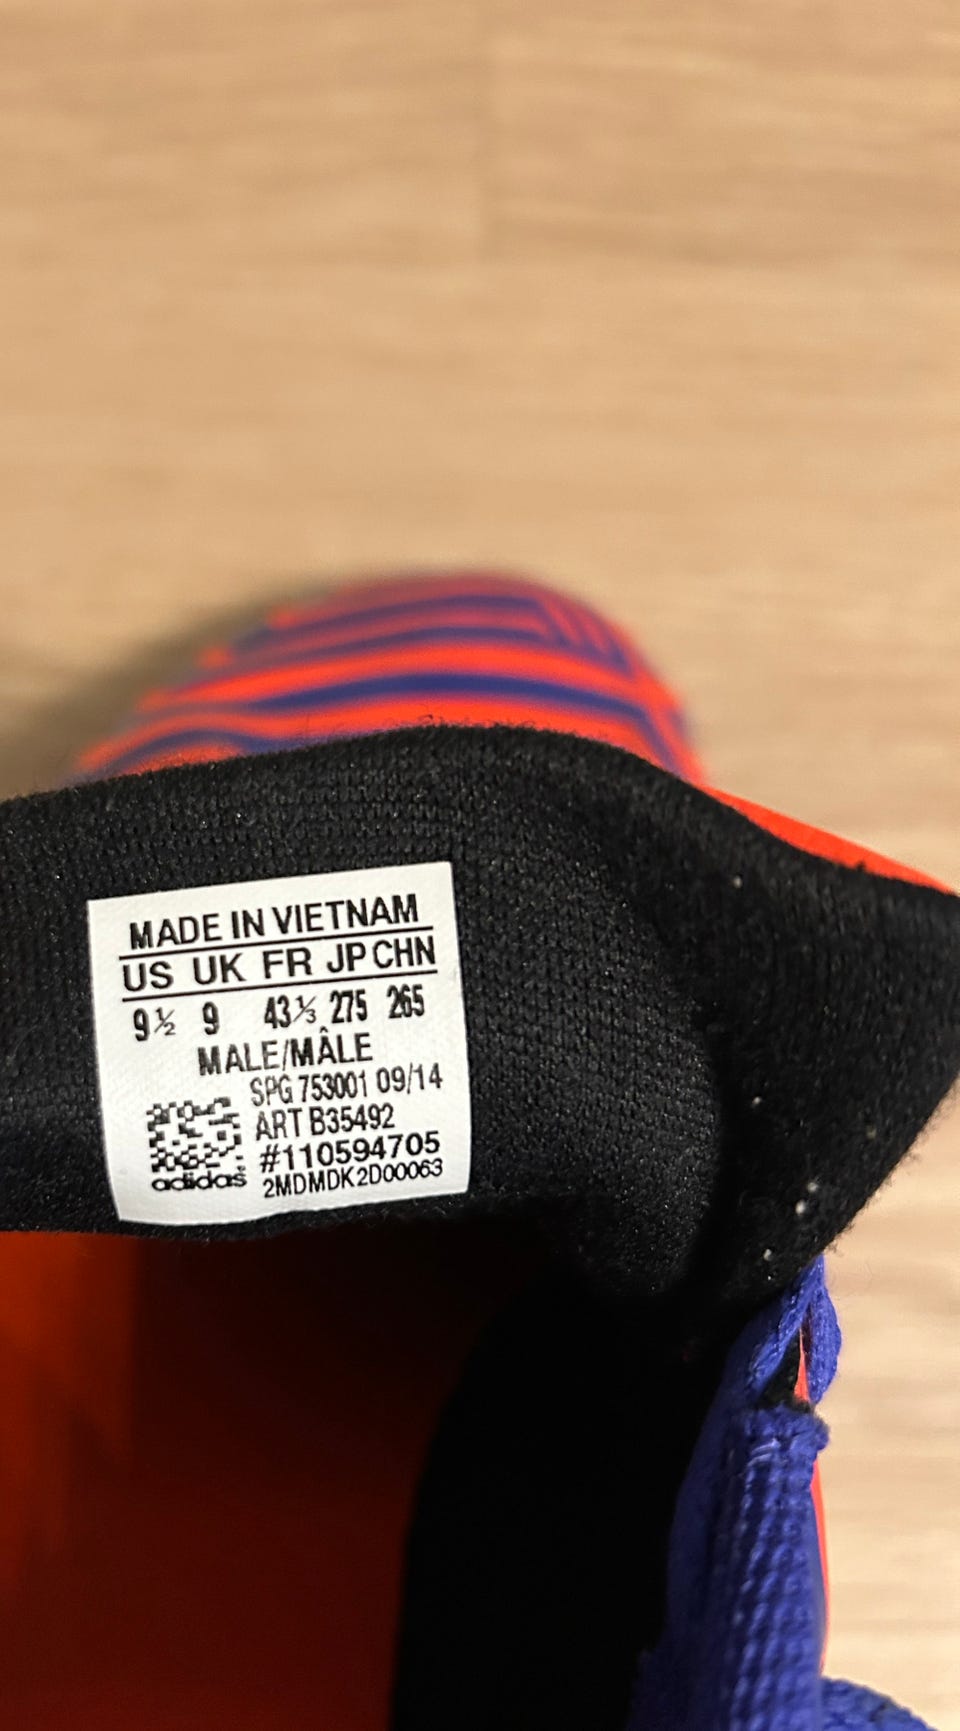 MADE IN VIETNAM
US UK FR JP CHN
9½ 9 43⅓ 275 265
MALE/MÂLE
SPG 753001 09/14
ART B35492
#110594705
adidas 2MDMDK2D00063